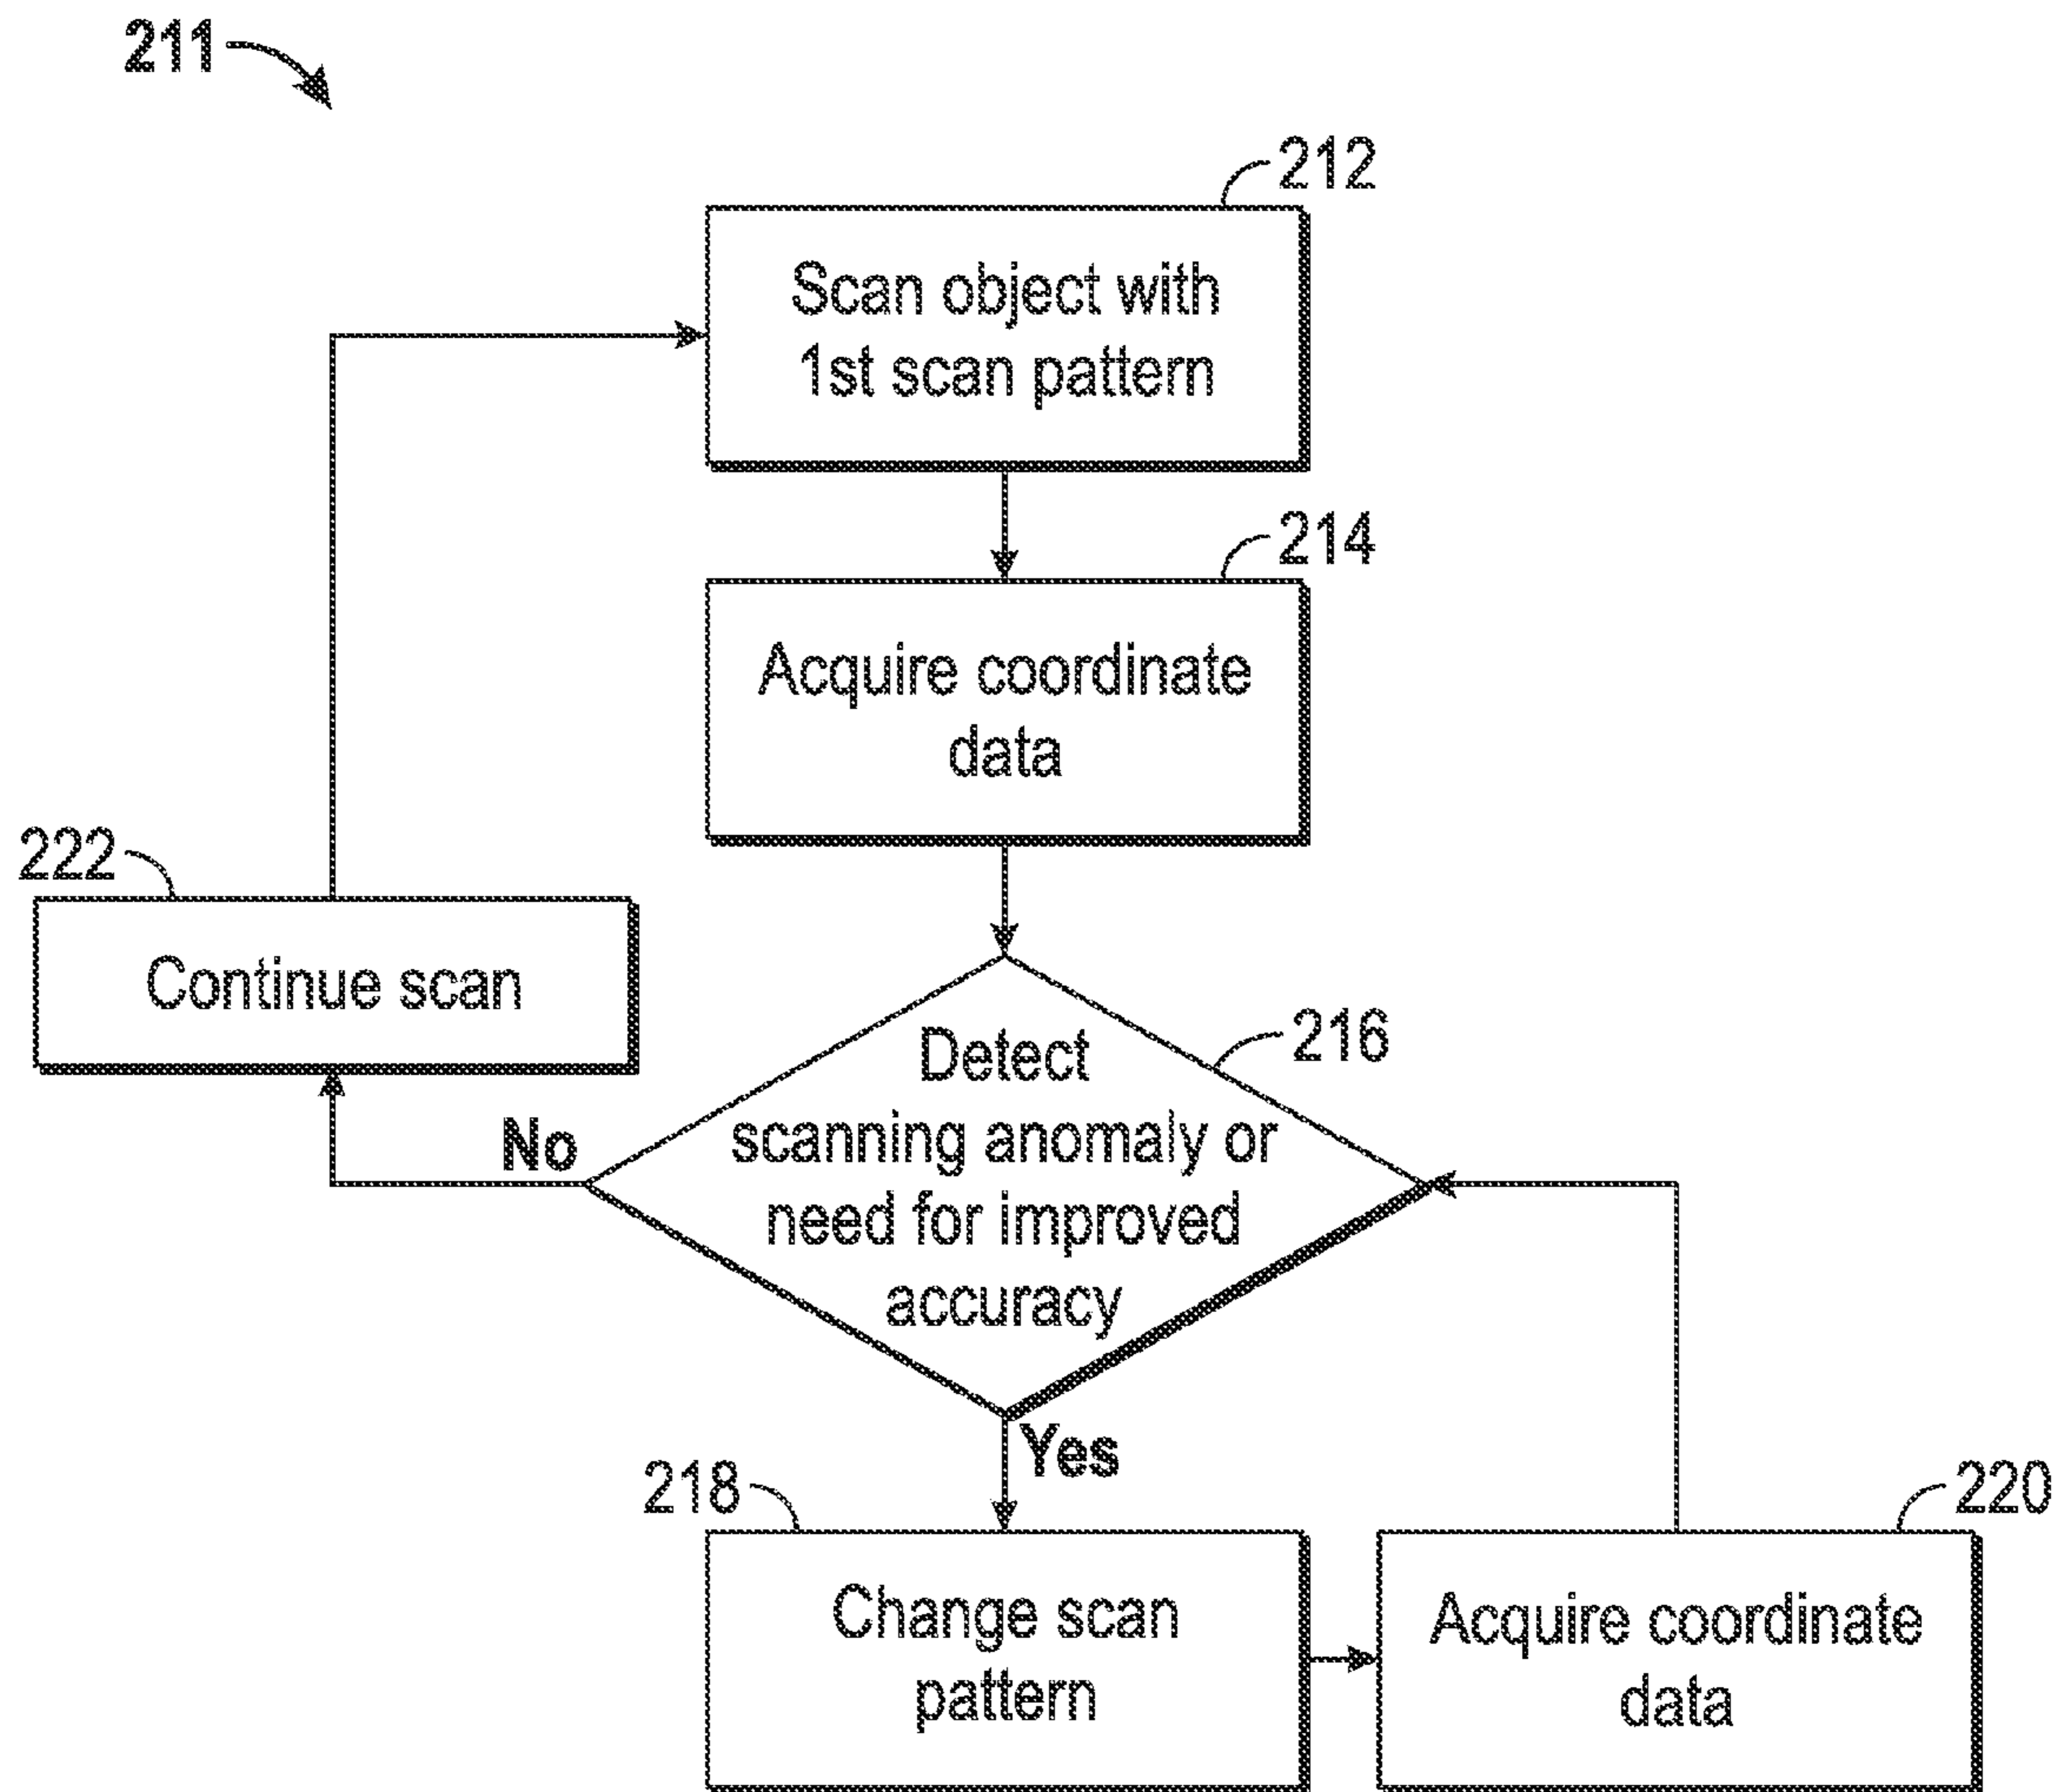 211
212
Scan object with
1st scan pattern
214
Acquire coordinate
data
222
Continue scan
216
Detect
scanning anomaly or
need for improved
accuracy
No
Yes
218
Change scan
pattern
220
Acquire coordinate
data